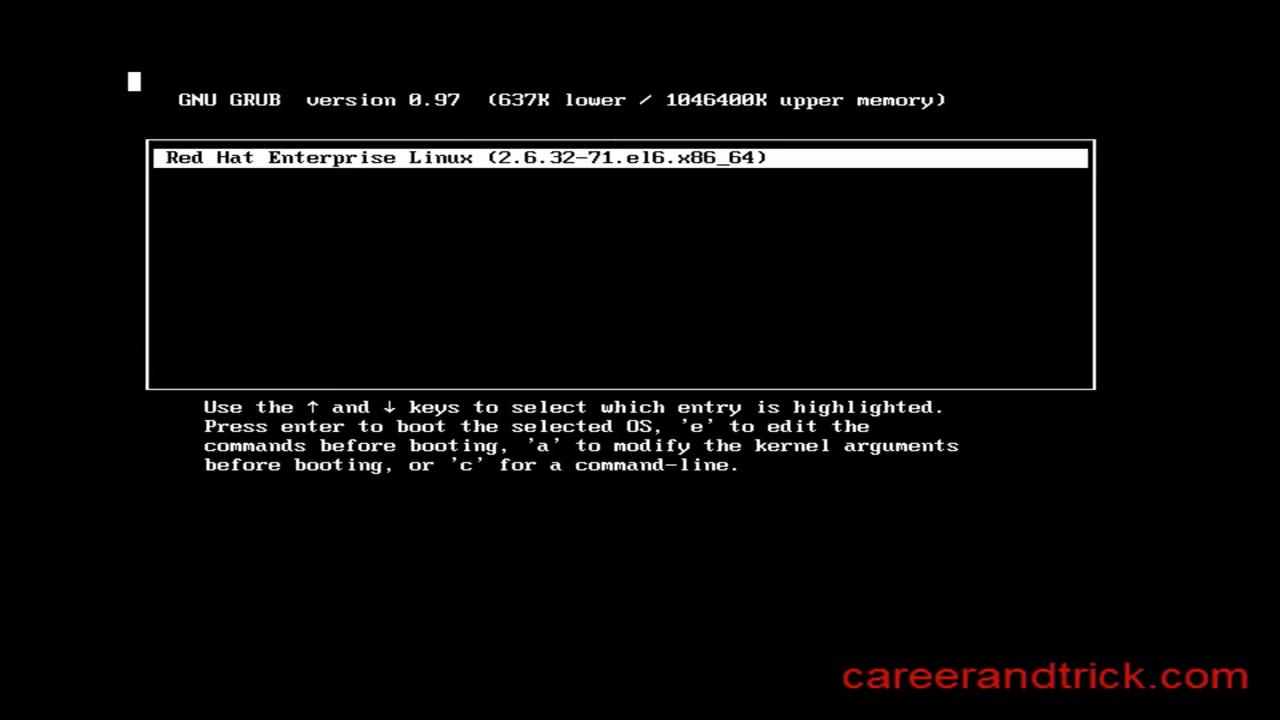 GNU GRUB  version 0.97  (637K lower / 1046400K upper memory)
Red Hat Enterprise Linux (2.6.32-71.el6.x86_64)
Use the ↑ and ↓ keys to select which entry is highlighted.
Press enter to boot the selected OS, 'e' to edit the
commands before booting, 'a' to modify the kernel arguments
before booting, or 'c' for a command-line.
careerandtrick.com